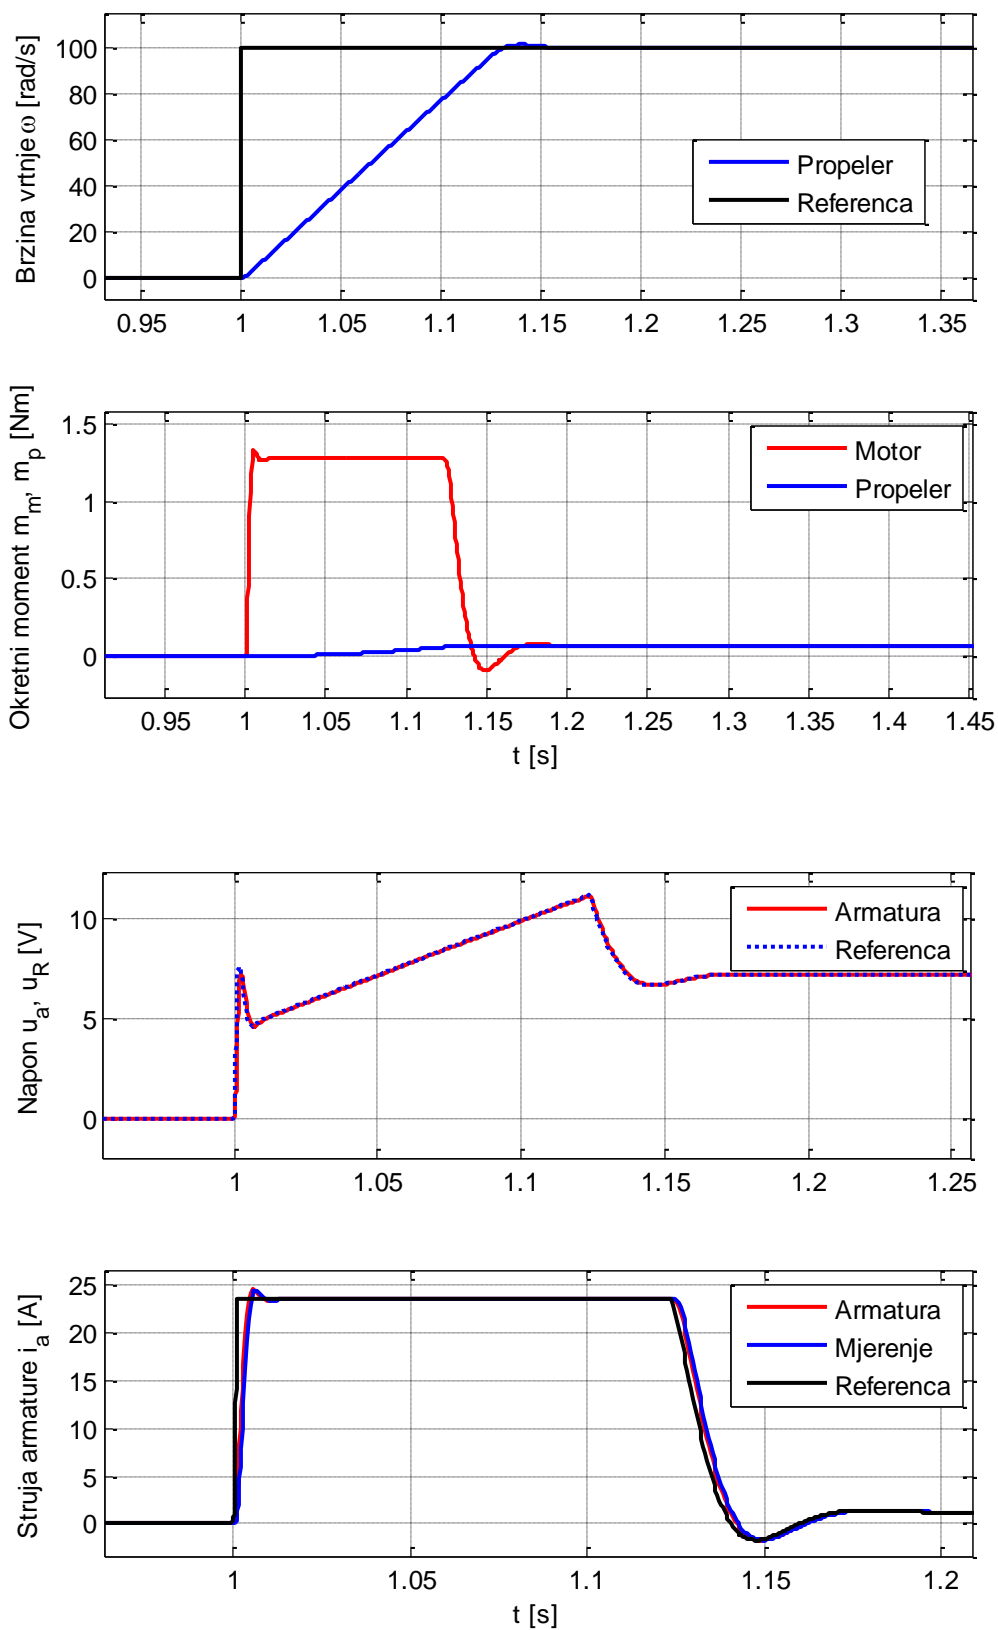 Brzina vrtnje ω [rad/s]
100
80
60
40
20
0
Propeler
Referenca
0.95 1 1.05 1.1 1.15 1.2 1.25 1.3 1.35
Okretni moment m_m, m_p [Nm]
1.5
1
0.5
0
Motor
Propeler
0.95 1 1.05 1.1 1.15 1.2 1.25 1.3 1.35 1.4 1.45
t [s]
Napon u_a, u_R [V]
10
5
0
Armatura
Referenca
1 1.05 1.1 1.15 1.2 1.25
Struja armature i_a [A]
25
20
15
10
5
0
Armatura
Mjerenje
Referenca
1 1.05 1.1 1.15 1.2
t [s]